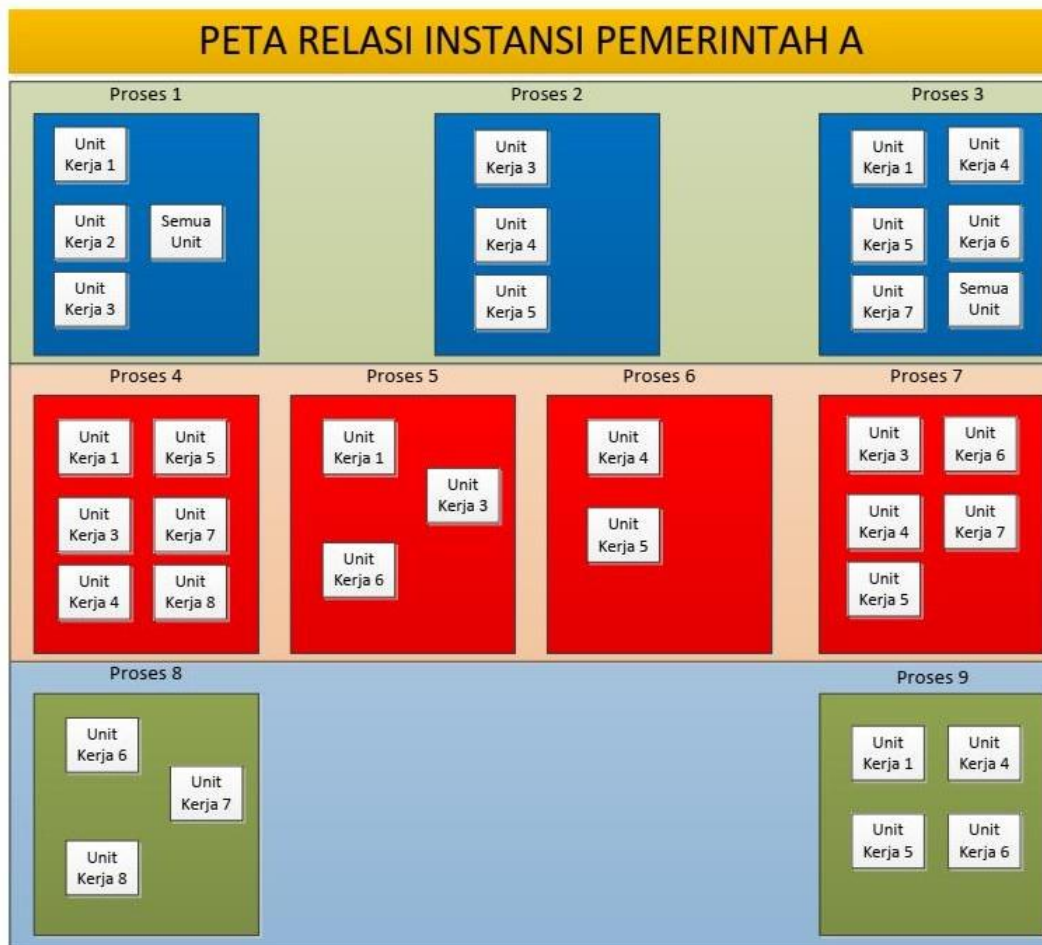 PETA RELASI INSTANSI PEMERINTAH A
Proses 1
Unit
Kerja 1
Unit
Kerja 2
Semua
Unit
Unit
Kerja 3
Proses 2
Unit
Kerja 3
Unit
Kerja 4
Unit
Kerja 5
Proses 3
Unit
Kerja 1
Unit
Kerja 4
Unit
Kerja 5
Unit
Kerja 6
Unit
Kerja 7
Semua
Unit
Proses 4
Unit
Kerja 1
Unit
Kerja 5
Unit
Kerja 3
Unit
Kerja 7
Unit
Kerja 4
Unit
Kerja 8
Proses 5
Unit
Kerja 1
Unit
Kerja 3
Unit
Kerja 6
Proses 6
Unit
Kerja 4
Unit
Kerja 5
Proses 7
Unit
Kerja 3
Unit
Kerja 6
Unit
Kerja 4
Unit
Kerja 7
Unit
Kerja 5
Proses 8
Unit
Kerja 6
Unit
Kerja 7
Unit
Kerja 8
Proses 9
Unit
Kerja 1
Unit
Kerja 4
Unit
Kerja 5
Unit
Kerja 6